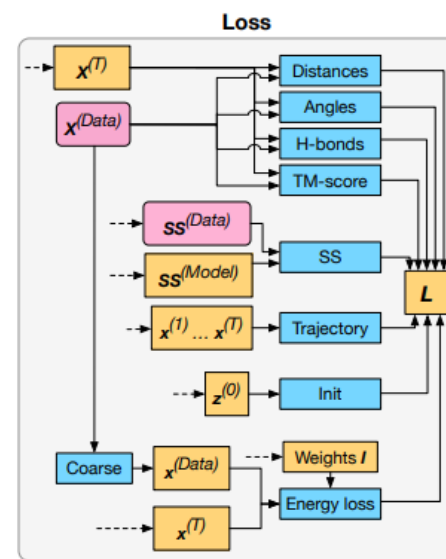 Loss
X^(T)
Distances
Angles
X^(Data)
H-bonds
TM-score
SS^(Data)
SS
SS^(Model)
L
x^(1) ... x^(T)
Trajectory
z^(0)
Init
Coarse
x^(Data)
Weights l
Energy loss
x^(T)